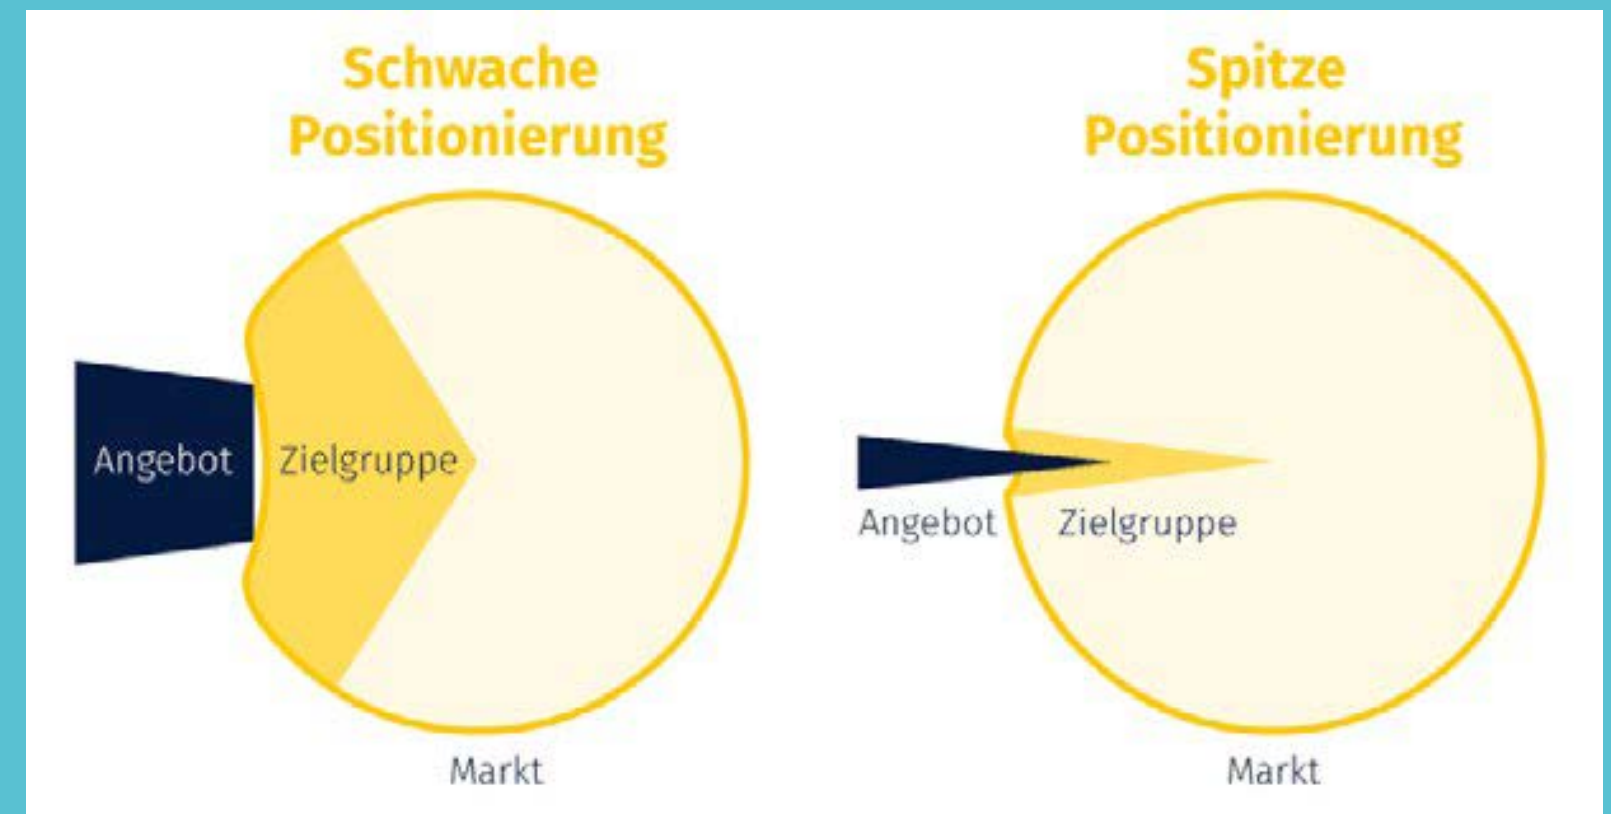 Schwache
Positionierung
Angebot
Zielgruppe
Markt
Spitze
Positionierung
Angebot
Zielgruppe
Markt